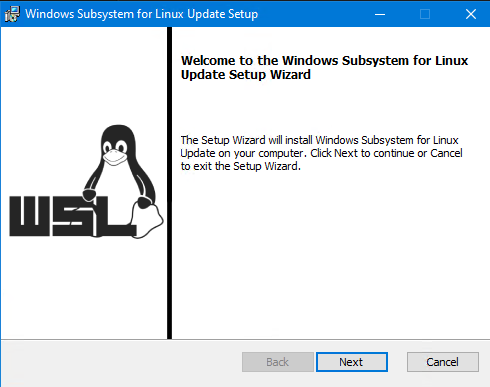 Windows Subsystem for Linux Update Setup
Welcome to the Windows Subsystem for Linux
Update Setup Wizard
The Setup Wizard will install Windows Subsystem for Linux
Update on your computer. Click Next to continue or Cancel
to exit the Setup Wizard.
WSL
Back Next Cancel